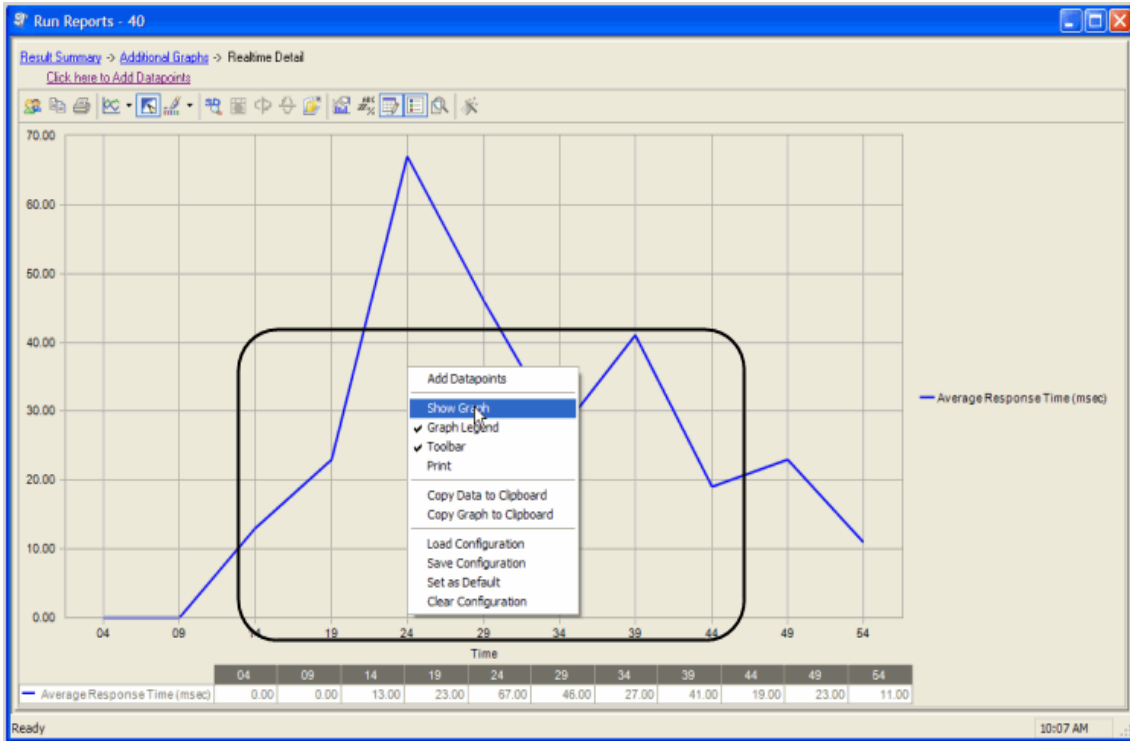 Run Reports - 40
Result Summary -> Additional Graphs -> Realtime Detail
Click here to Add Datapoints
70.00
60.00
50.00
40.00
30.00
20.00
10.00
0.00
Add Datapoints
Show Graph
Graph Legend
Toolbar
Print
Copy Data to Clipboard
Copy Graph to Clipboard
Load Configuration
Save Configuration
Set as Default
Clear Configuration
Average Response Time (msec)
04 09 14 19 24 29 34 39 44 49 54
Time
04 09 14 19 24 29 34 39 44 49 54
Average Response Time (msec) 0.00 0.00 13.00 23.00 67.00 46.00 27.00 41.00 19.00 23.00 11.00
Ready 10:07 AM